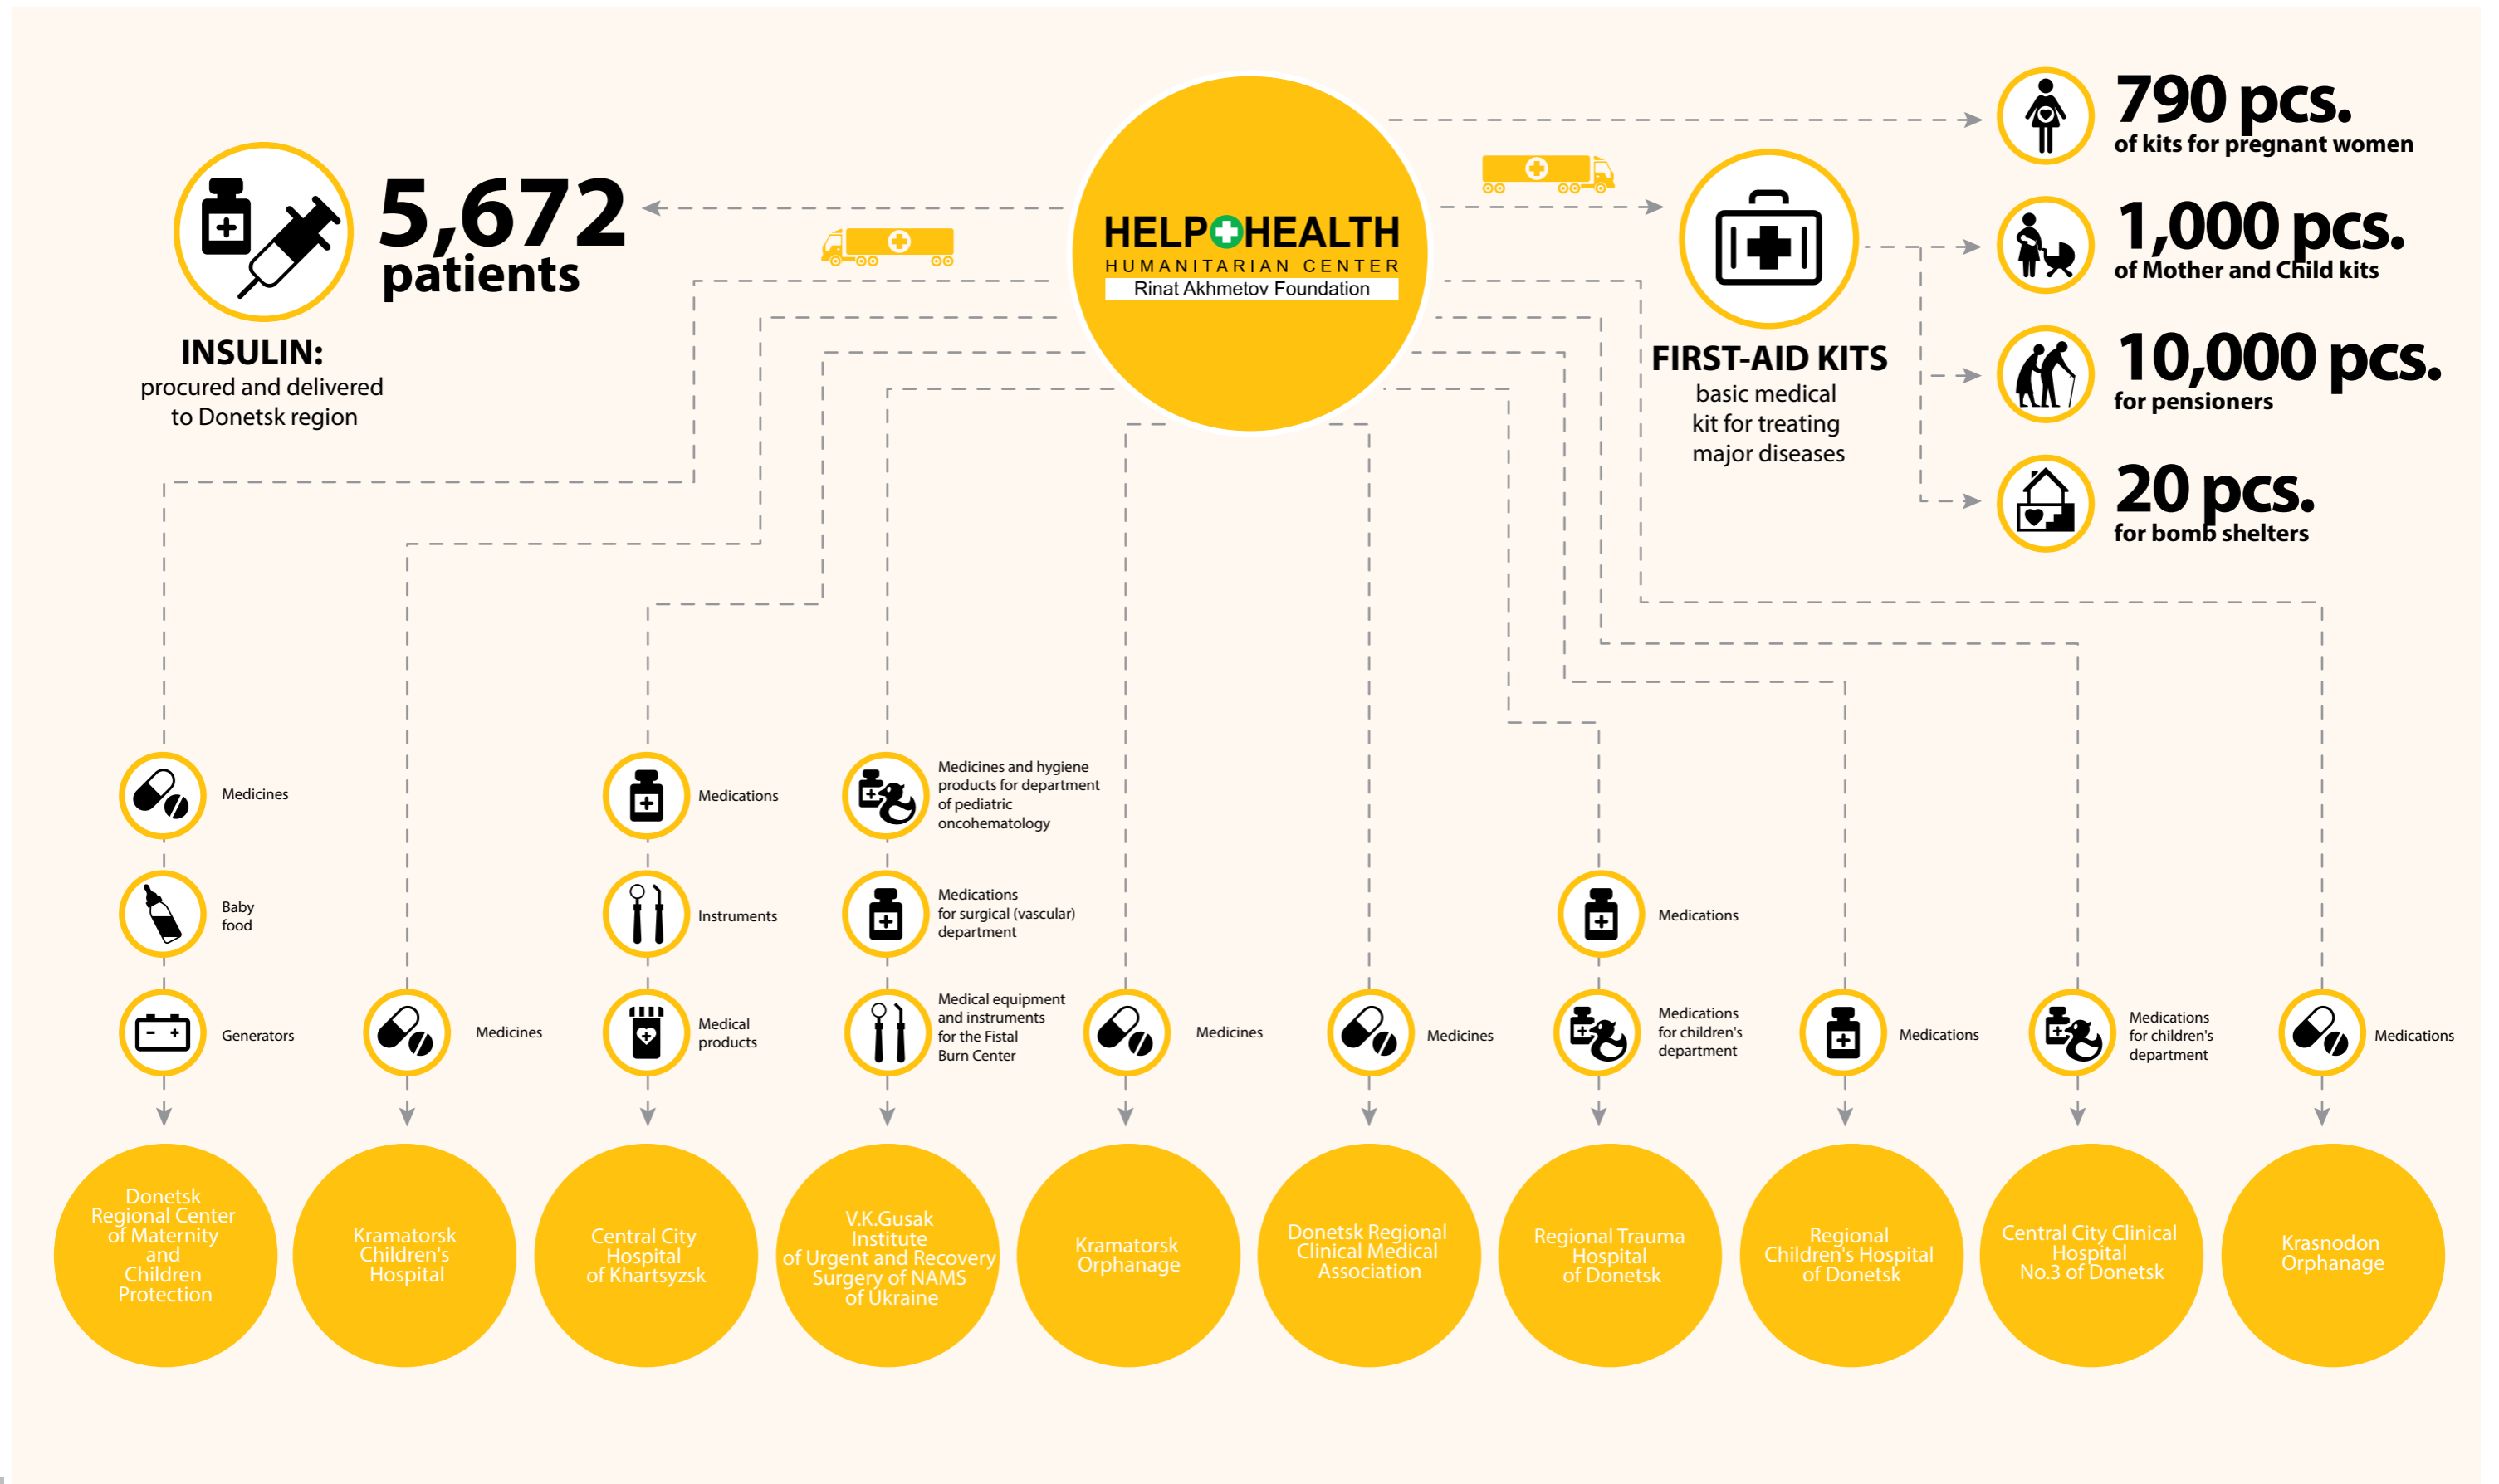 HELP HEALTH
HUMANITARIAN CENTER
Rinat Akhmetov Foundation
5,672
patients
INSULIN:
procured and delivered
to Donetsk region
FIRST-AID KITS
basic medical
kit for treating
major diseases
790 pcs.
of kits for pregnant women
1,000 pcs.
of Mother and Child kits
10,000 pcs.
for pensioners
20 pcs.
for bomb shelters
Medicines
Baby
food
Generators
Medicines
Medications
Instruments
Medical
products
Medicines and hygiene
products for department
of pediatric
oncohematology
Medications
for surgical (vascular)
department
Medical equipment
and instruments
for the Fistal
Burn Center
Medicines
Medicines
Medications
Medications
for children's
department
Medications
Medications
for children's
department
Medications
Donetsk
Regional Center
of Maternity
and
Children
Protection
Kramatorsk
Children's
Hospital
Central City
Hospital
of Khartsyzsk
V.K.Gusak
Institute
of Urgent and Recovery
Surgery of NAMS
of Ukraine
Kramatorsk
Orphanage
Donetsk Regional
Clinical Medical
Association
Regional Trauma
Hospital
of Donetsk
Regional
Children's Hospital
of Donetsk
Central City Clinical
Hospital
No.3 of Donetsk
Krasnodon
Orphanage